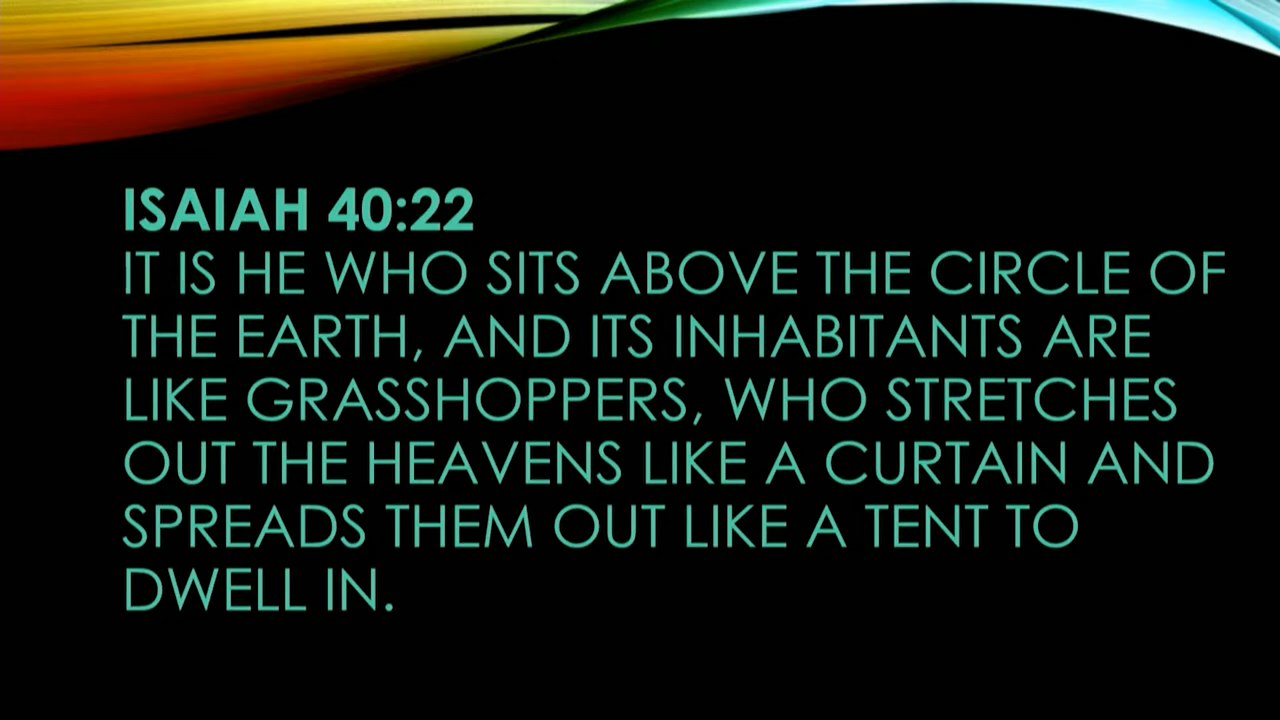 ISAIAH 40:22
IT IS HE WHO SITS ABOVE THE CIRCLE OF
THE EARTH, AND ITS INHABITANTS ARE
LIKE GRASSHOPPERS, WHO STRETCHES
OUT THE HEAVENS LIKE A CURTAIN AND
SPREADS THEM OUT LIKE A TENT TO
DWELL IN.